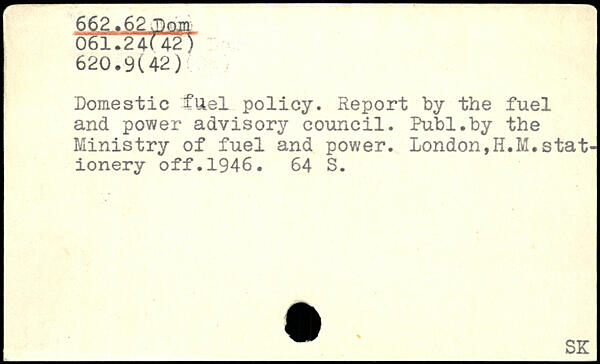 662.62 Dom
061.24(42)
620.9(42)
Domestic fuel policy. Report by the fuel
and power advisory council. Publ.by the
Ministry of fuel and power. London,H.M.stat-
ionery off.1946.  64 S.
SK